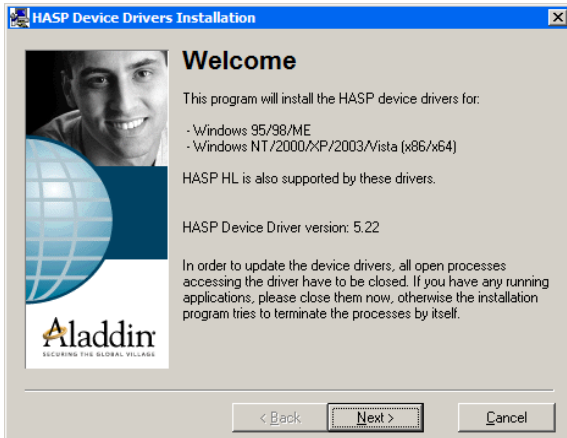 HASP Device Drivers Installation
Welcome
This program will install the HASP device drivers for:
- Windows 95/98/ME
- Windows NT/2000/XP/2003/Vista (x86/x64)
HASP HL is also supported by these drivers.
HASP Device Driver version: 5.22
In order to update the device drivers, all open processes
accessing the driver have to be closed. If you have any running
applications, please close them now, otherwise the installation
program tries to terminate the processes by itself.
Aladdin
SECURING THE GLOBAL VILLAGE
< Back
Next >
Cancel